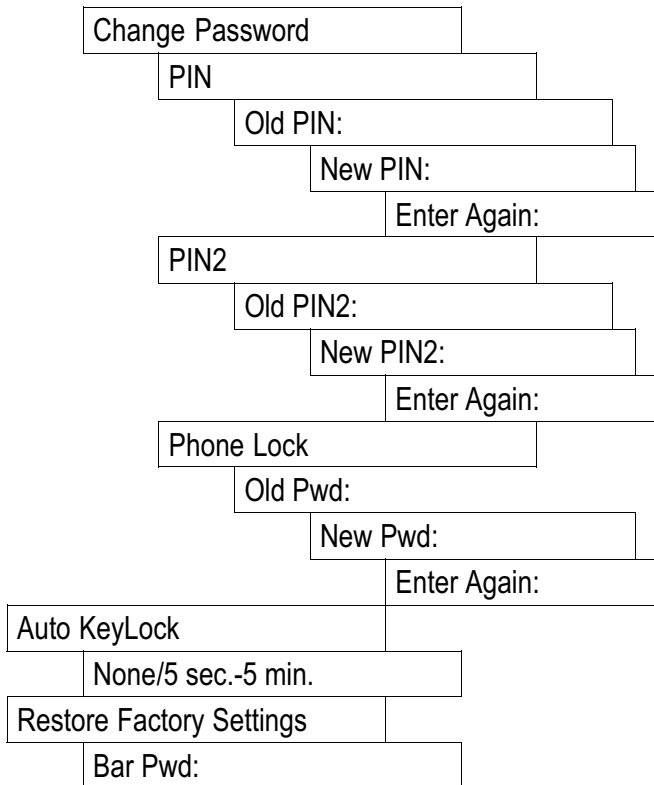 Change Password
PIN
Old PIN:
New PIN:
Enter Again:
PIN2
Old PIN2:
New PIN2:
Enter Again:
Phone Lock
Old Pwd:
New Pwd:
Enter Again:
Auto KeyLock
None/5 sec.-5 min.
Restore Factory Settings
Bar Pwd: